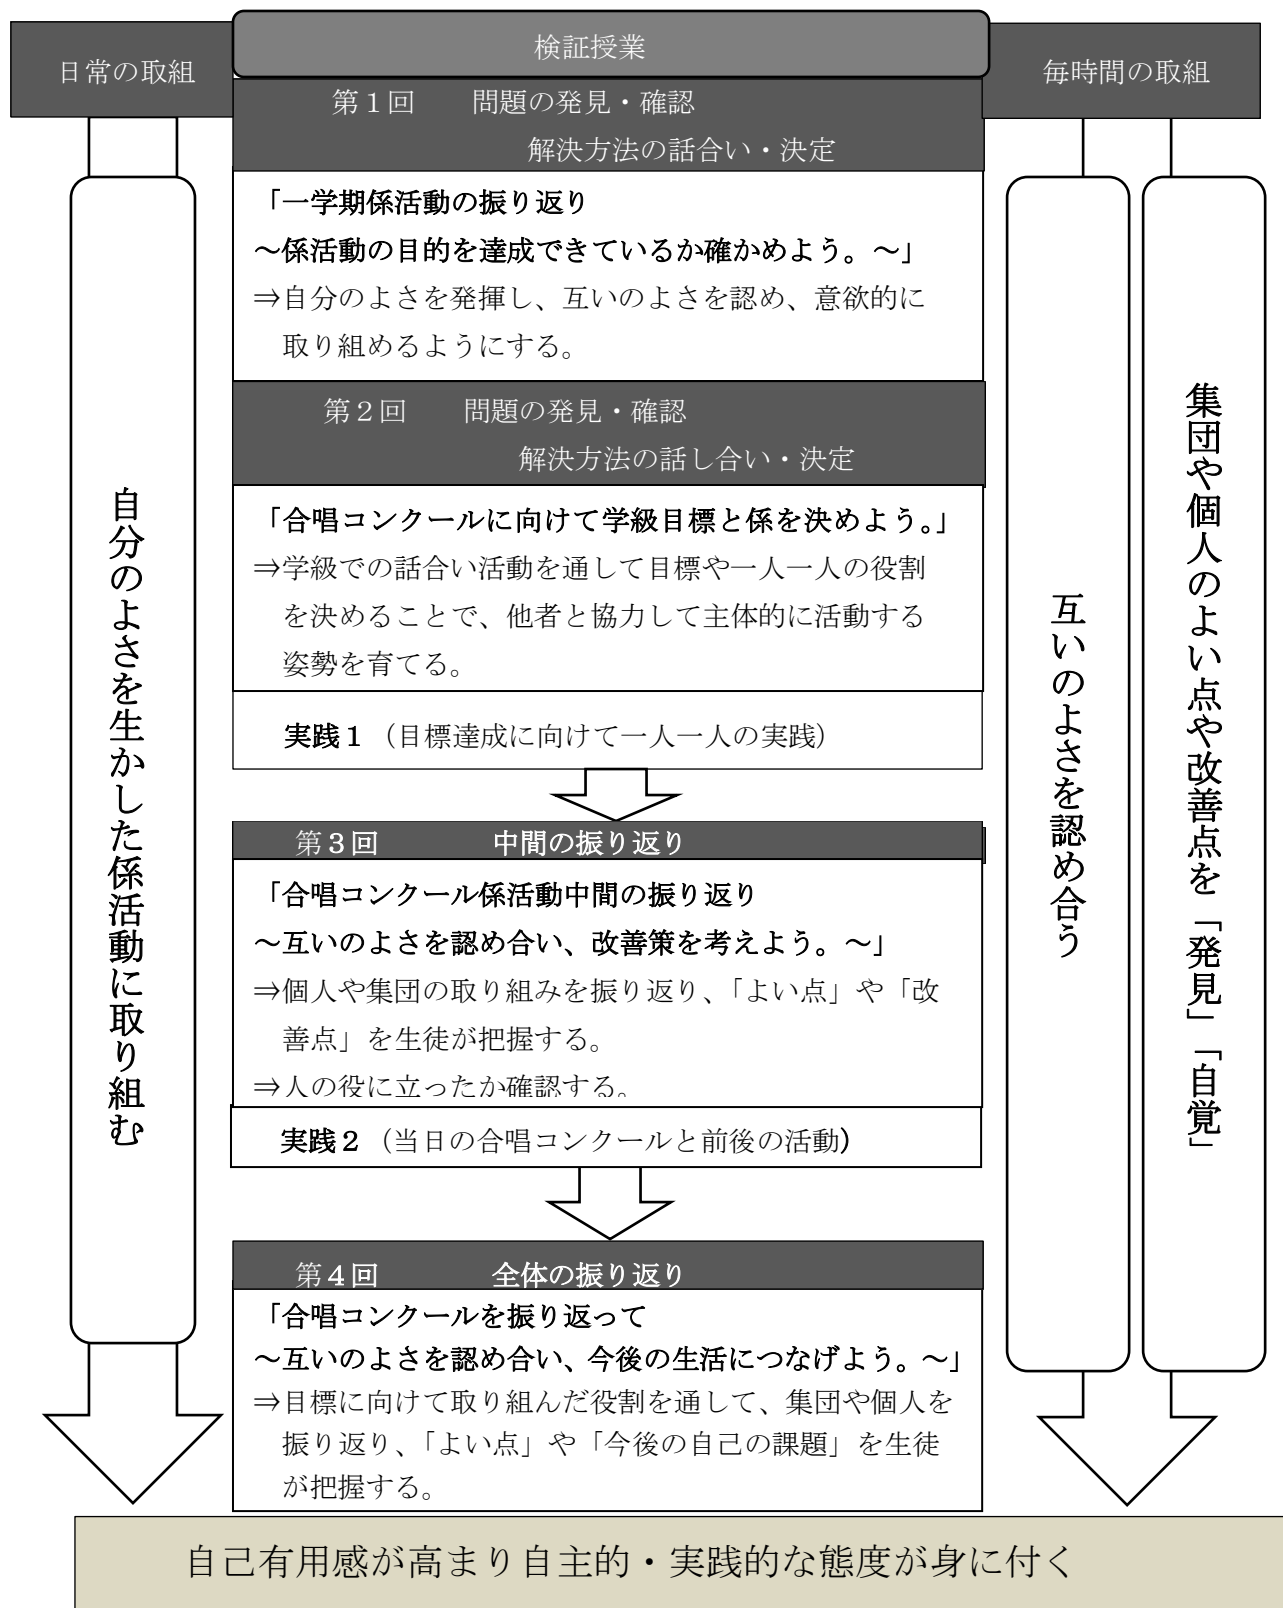 日常の取組
検証授業
毎時間の取組
第１回　　問題の発見・確認
解決方法の話合い・決定
「一学期係活動の振り返り
～係活動の目的を達成できているか確かめよう。～」
⇒自分のよさを発揮し、互いのよさを認め、意欲的に
取り組めるようにする。
第２回　　問題の発見・確認
解決方法の話し合い・決定
「合唱コンクールに向けて学級目標と係を決めよう。」
⇒学級での話合い活動を通して目標や一人一人の役割
を決めることで、他者と協力して主体的に活動する
姿勢を育てる。
実践１（目標達成に向けて一人一人の実践）
第３回　　中間の振り返り
「合唱コンクール係活動中間の振り返り
～互いのよさを認め合い、改善策を考えよう。～」
⇒個人や集団の取り組みを振り返り、「よい点」や「改
善点」を生徒が把握する。
⇒人の役に立ったか確認する。
実践２（当日の合唱コンクールと前後の活動)
第４回　　全体の振り返り
「合唱コンクールを振り返って
～互いのよさを認め合い、今後の生活につなげよう。～」
⇒目標に向けて取り組んだ役割を通して、集団や個人を
振り返り、「よい点」や「今後の自己の課題」を生徒
が把握する。
自分のよさを生かした係活動に取り組む
互いのよさを認め合う
集団や個人のよい点や改善点を「発見」「自覚」
自己有用感が高まり自主的・実践的な態度が身に付く